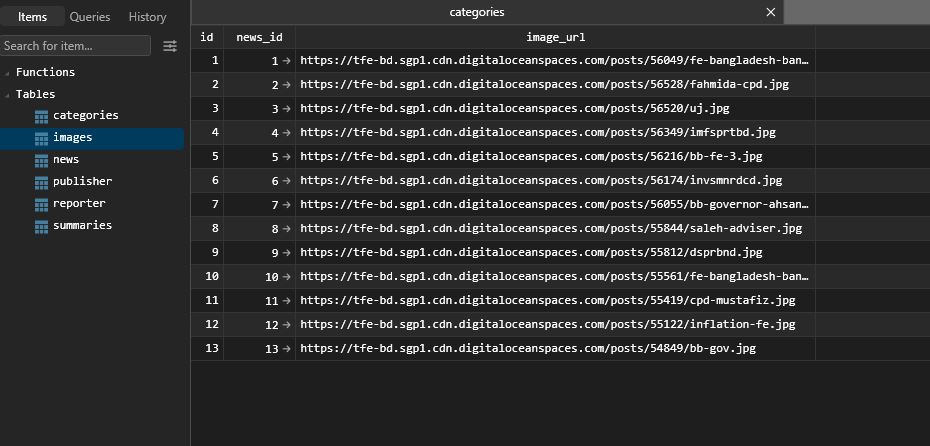 Items Queries History
Search for item...
Functions
Tables
categories
images
news
publisher
reporter
summaries
categories ×
id news_id image_url
1 1 → https://tfe-bd.sgp1.cdn.digitaloceanspaces.com/posts/56049/fe-bangladesh-ban…
2 2 → https://tfe-bd.sgp1.cdn.digitaloceanspaces.com/posts/56528/fahmida-cpd.jpg
3 3 → https://tfe-bd.sgp1.cdn.digitaloceanspaces.com/posts/56520/uj.jpg
4 4 → https://tfe-bd.sgp1.cdn.digitaloceanspaces.com/posts/56349/imfsprtbd.jpg
5 5 → https://tfe-bd.sgp1.cdn.digitaloceanspaces.com/posts/56216/bb-fe-3.jpg
6 6 → https://tfe-bd.sgp1.cdn.digitaloceanspaces.com/posts/56174/invsmnrdcd.jpg
7 7 → https://tfe-bd.sgp1.cdn.digitaloceanspaces.com/posts/56055/bb-governor-ahsan…
8 8 → https://tfe-bd.sgp1.cdn.digitaloceanspaces.com/posts/55844/saleh-adviser.jpg
9 9 → https://tfe-bd.sgp1.cdn.digitaloceanspaces.com/posts/55812/dsprbnd.jpg
10 10 → https://tfe-bd.sgp1.cdn.digitaloceanspaces.com/posts/55561/fe-bangladesh-ban…
11 11 → https://tfe-bd.sgp1.cdn.digitaloceanspaces.com/posts/55419/cpd-mustafiz.jpg
12 12 → https://tfe-bd.sgp1.cdn.digitaloceanspaces.com/posts/55122/inflation-fe.jpg
13 13 → https://tfe-bd.sgp1.cdn.digitaloceanspaces.com/posts/54849/bb-gov.jpg